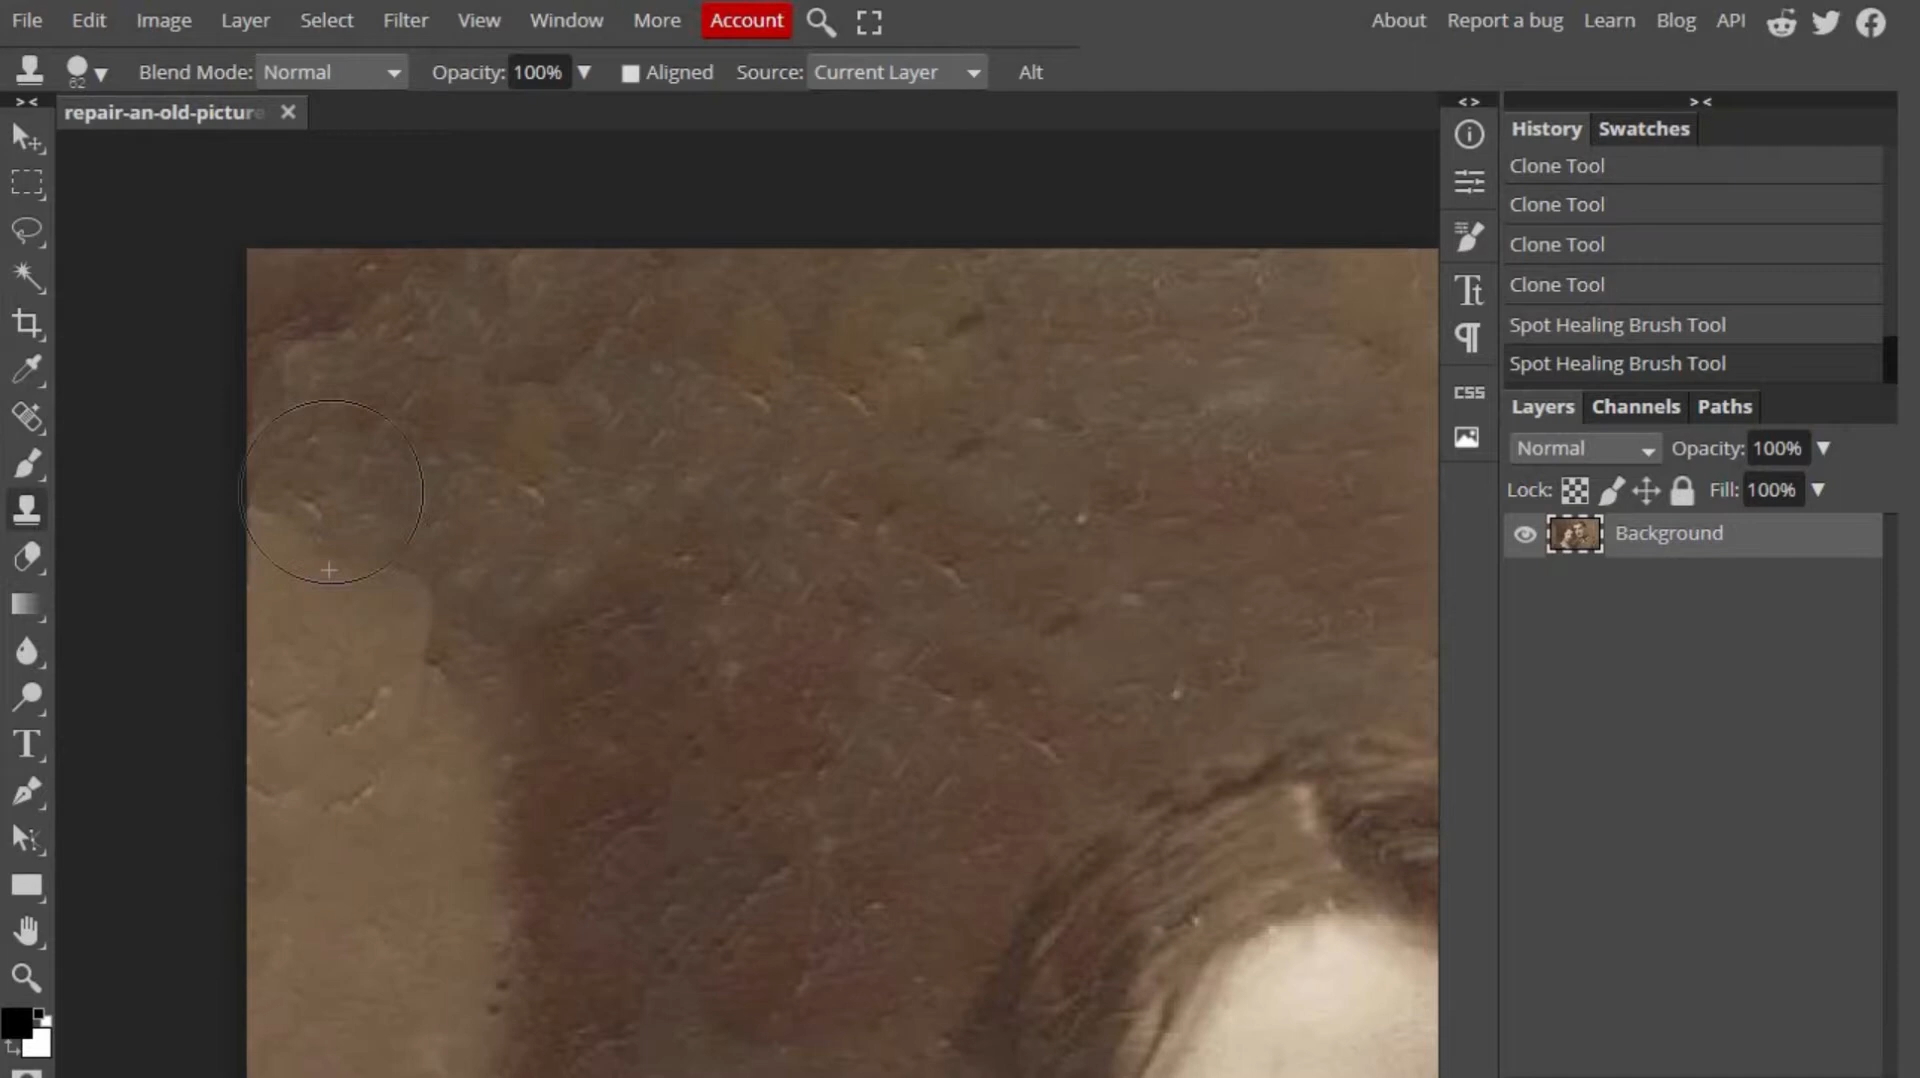 File Edit Image Layer Select Filter View Window More Account About Report a bug Learn Blog API
62 Blend Mode: Normal Opacity: 100% Aligned Source: Current Layer Alt
> < repair-an-old-picture < > > <
History Swatches
Clone Tool
Clone Tool
Clone Tool
Clone Tool
Spot Healing Brush Tool
Spot Healing Brush Tool
CSS
Layers Channels Paths
Normal Opacity: 100%
Lock: Fill: 100%
Background